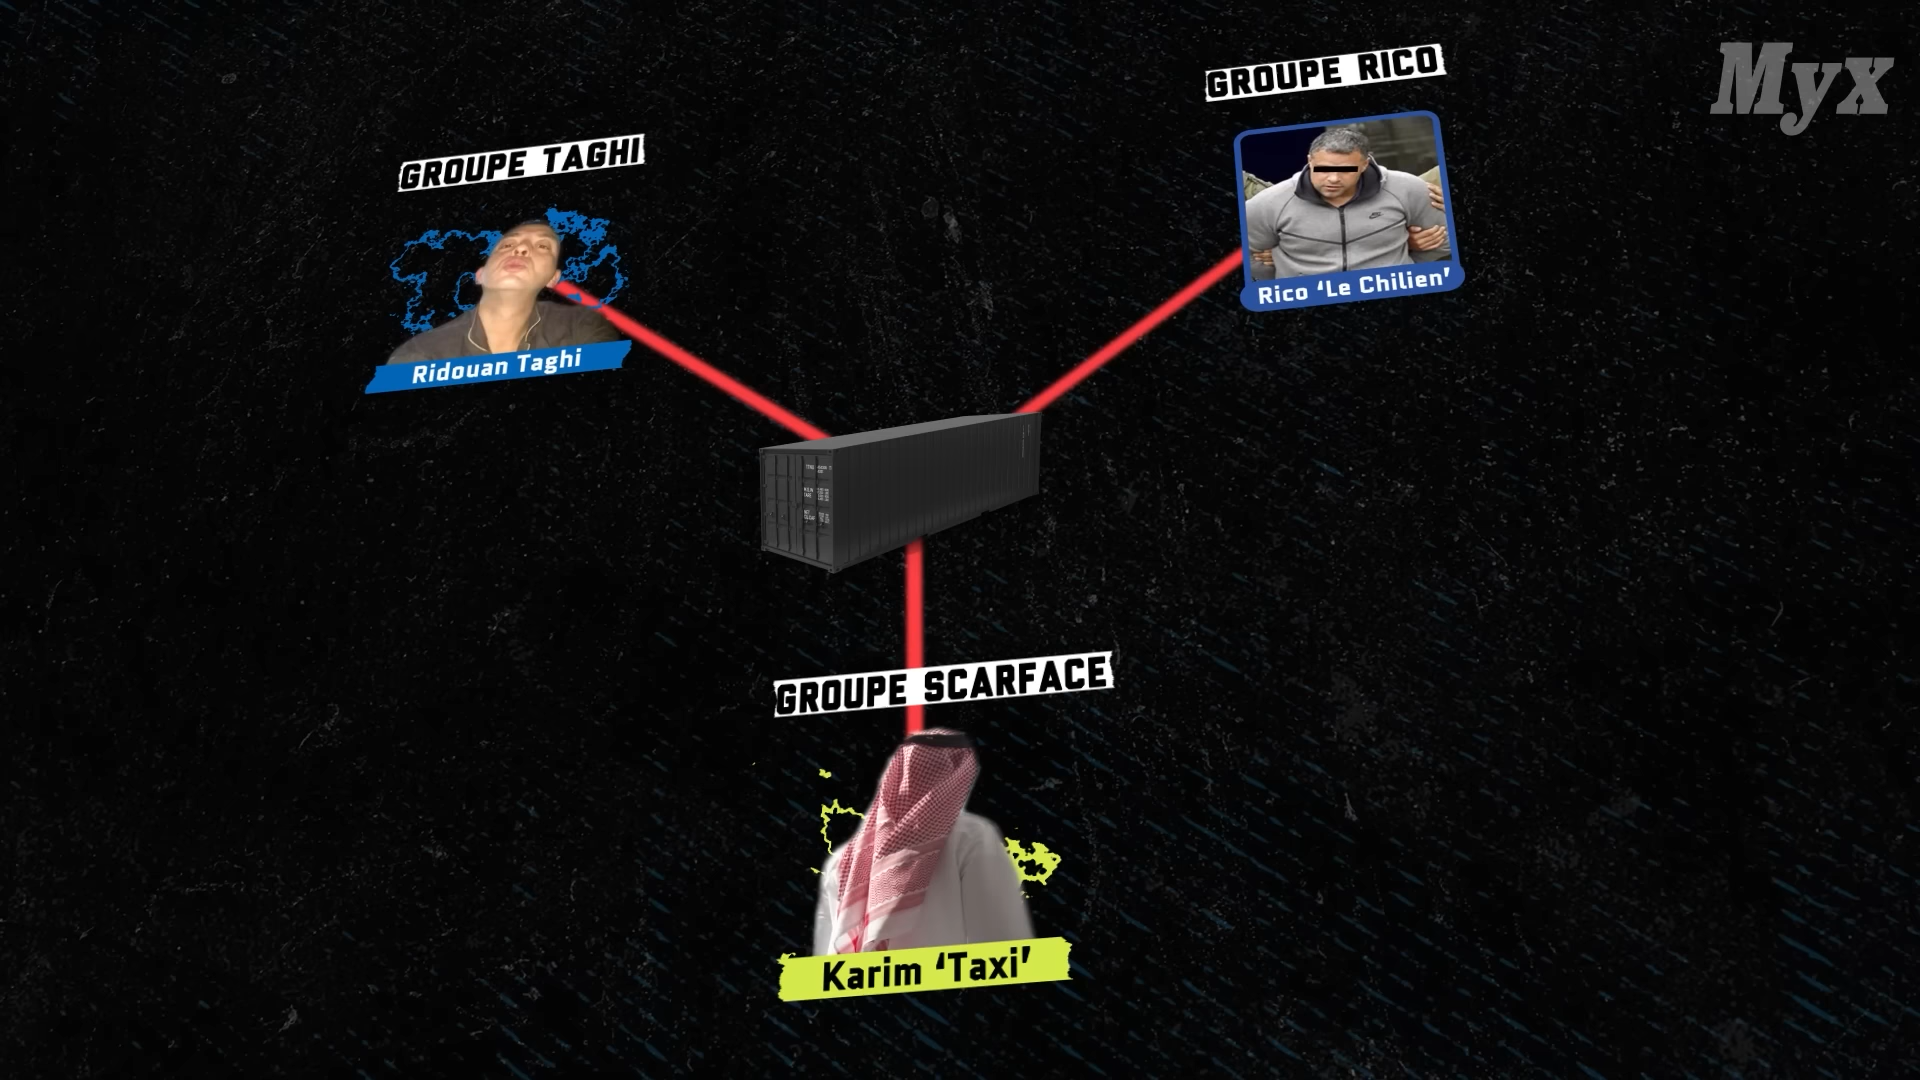 GROUPE RICO
Myx
GROUPE TAGHI
Rico ‘Le Chilien’
Ridouan Taghi
GROUPE SCARFACE
Karim ‘Taxi’